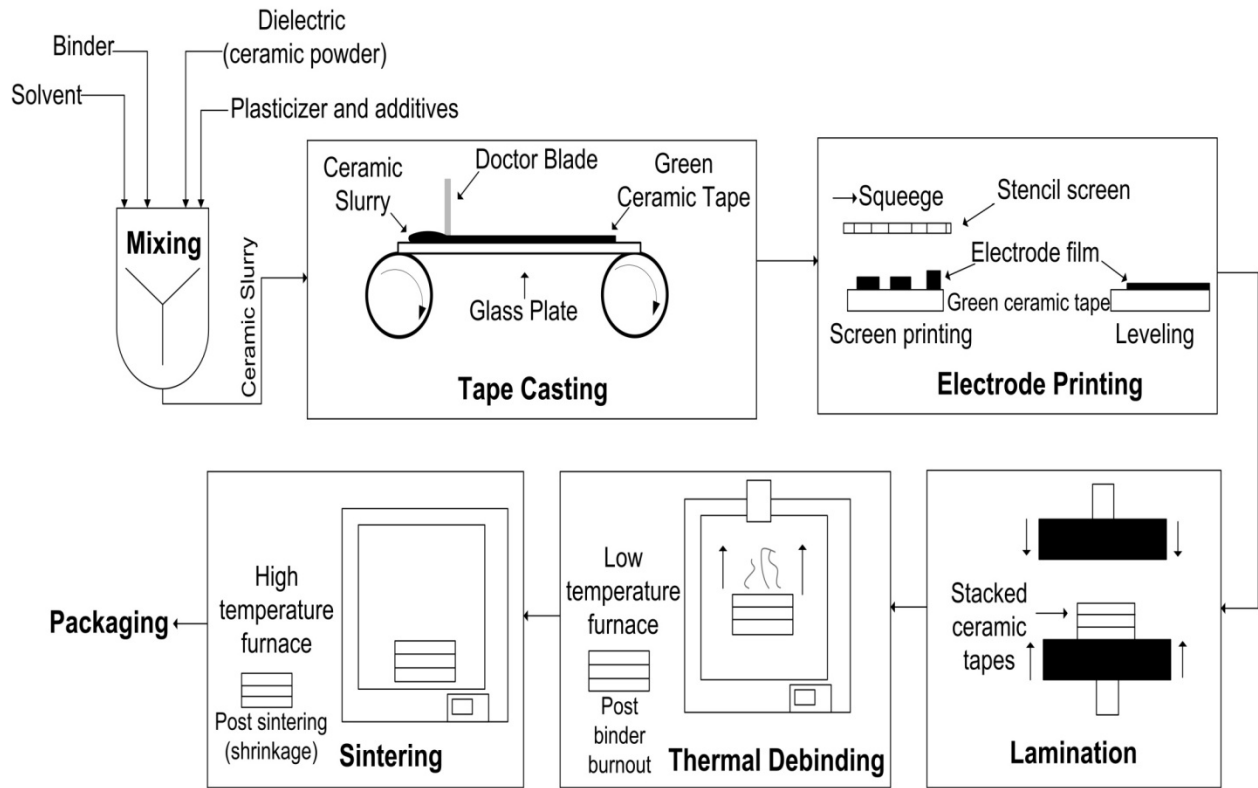 Dielectric
(ceramic powder)
Binder
Solvent
Plasticizer and additives
Mixing
Ceramic Slurry
Ceramic
Slurry
Doctor Blade
Green
Ceramic Tape
Glass Plate
Tape Casting
Squeege
Stencil screen
Electrode film
Green ceramic tape
Screen printing
Leveling
Electrode Printing
Stacked
ceramic
tapes
Lamination
Low
temperature
furnace
Post
binder
burnout
Thermal Debinding
High
temperature
furnace
Post sintering
(shrinkage)
Sintering
Packaging